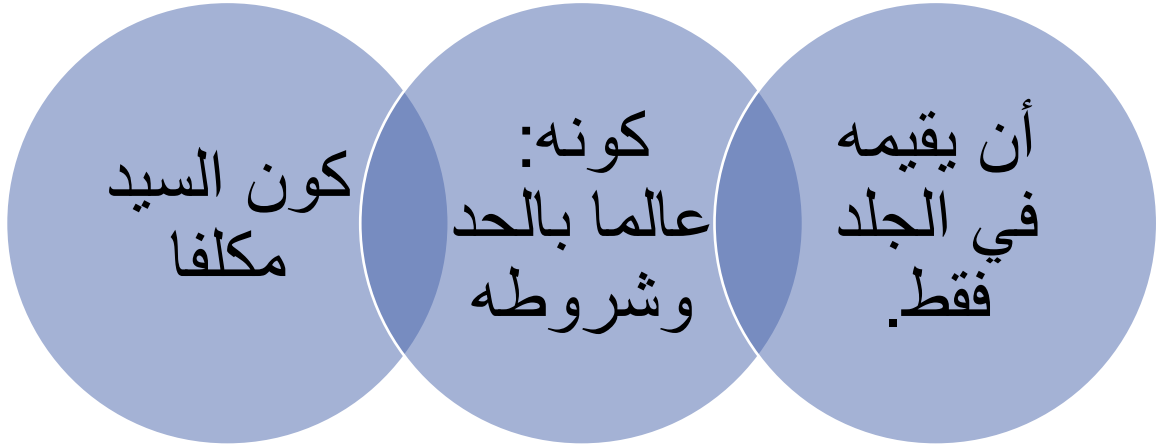 أن يقيمه
في الجلد
فقط.
كونه:
عالما بالحد
وشروطه
كون السيد
مكلفا